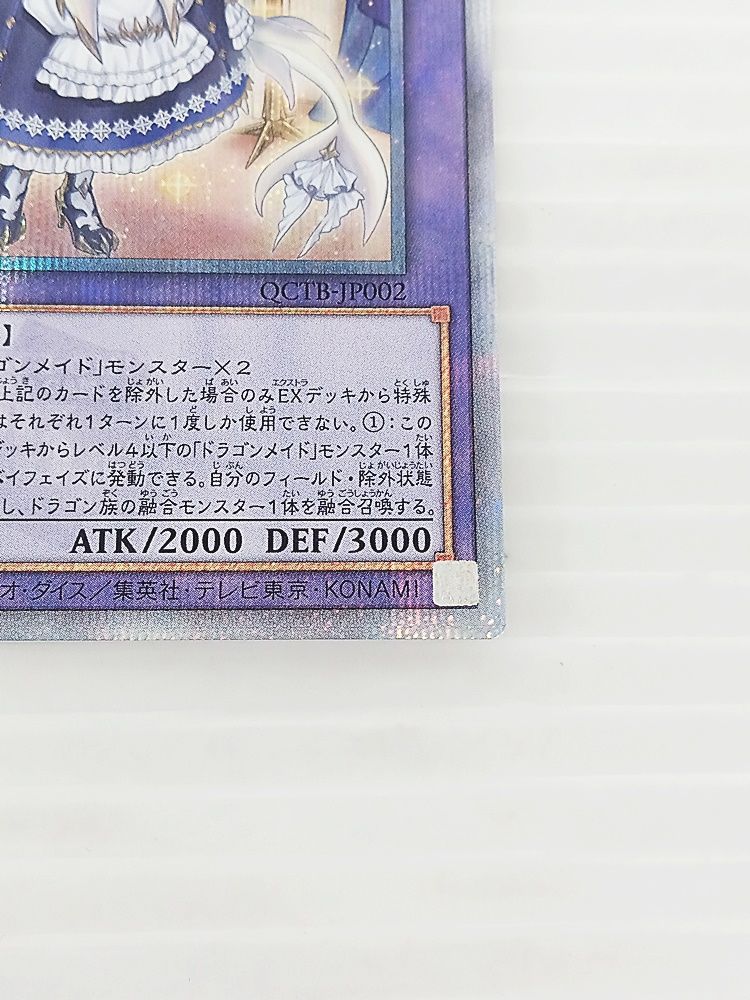 QCTB-JP002
】
ゴンメイド」モンスター×2
上記のカードを除外した場合のみEXデッキから特殊
はそれぞれ1ターンに1度しか使用できない。①:この
デッキからレベル4以下の「ドラゴンメイド」モンスター1体
バイフェイズに発動できる。自分のフィールド・除外状態
し、ドラゴン族の融合モンスター1体を融合召喚する。
ATK/2000 DEF/3000
オ・ダイス/集英社・テレビ東京・KONAMI